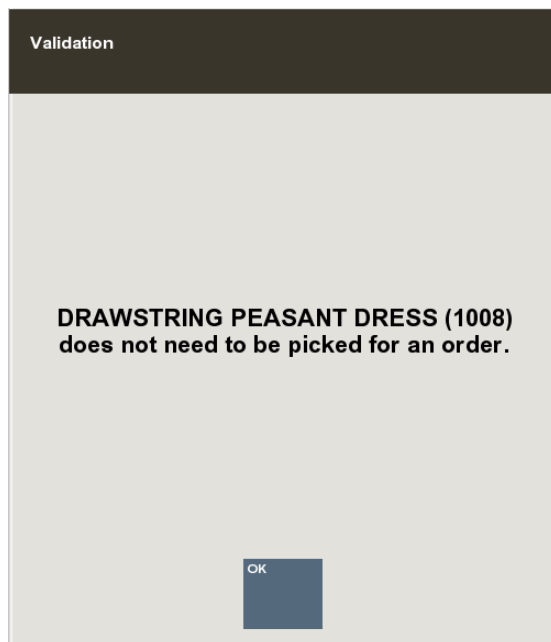 Validation
DRAWSTRING PEASANT DRESS (1008)
does not need to be picked for an order.
OK